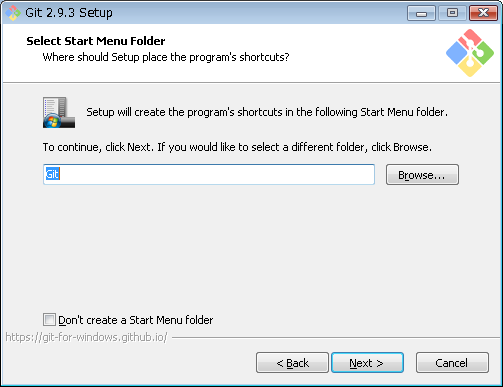 Git 2.9.3 Setup
Select Start Menu Folder
Where should Setup place the program's shortcuts?
Setup will create the program's shortcuts in the following Start Menu folder.
To continue, click Next. If you would like to select a different folder, click Browse.
Git
Browse...
Don't create a Start Menu folder
https://git-for-windows.github.io/
< Back
Next >
Cancel